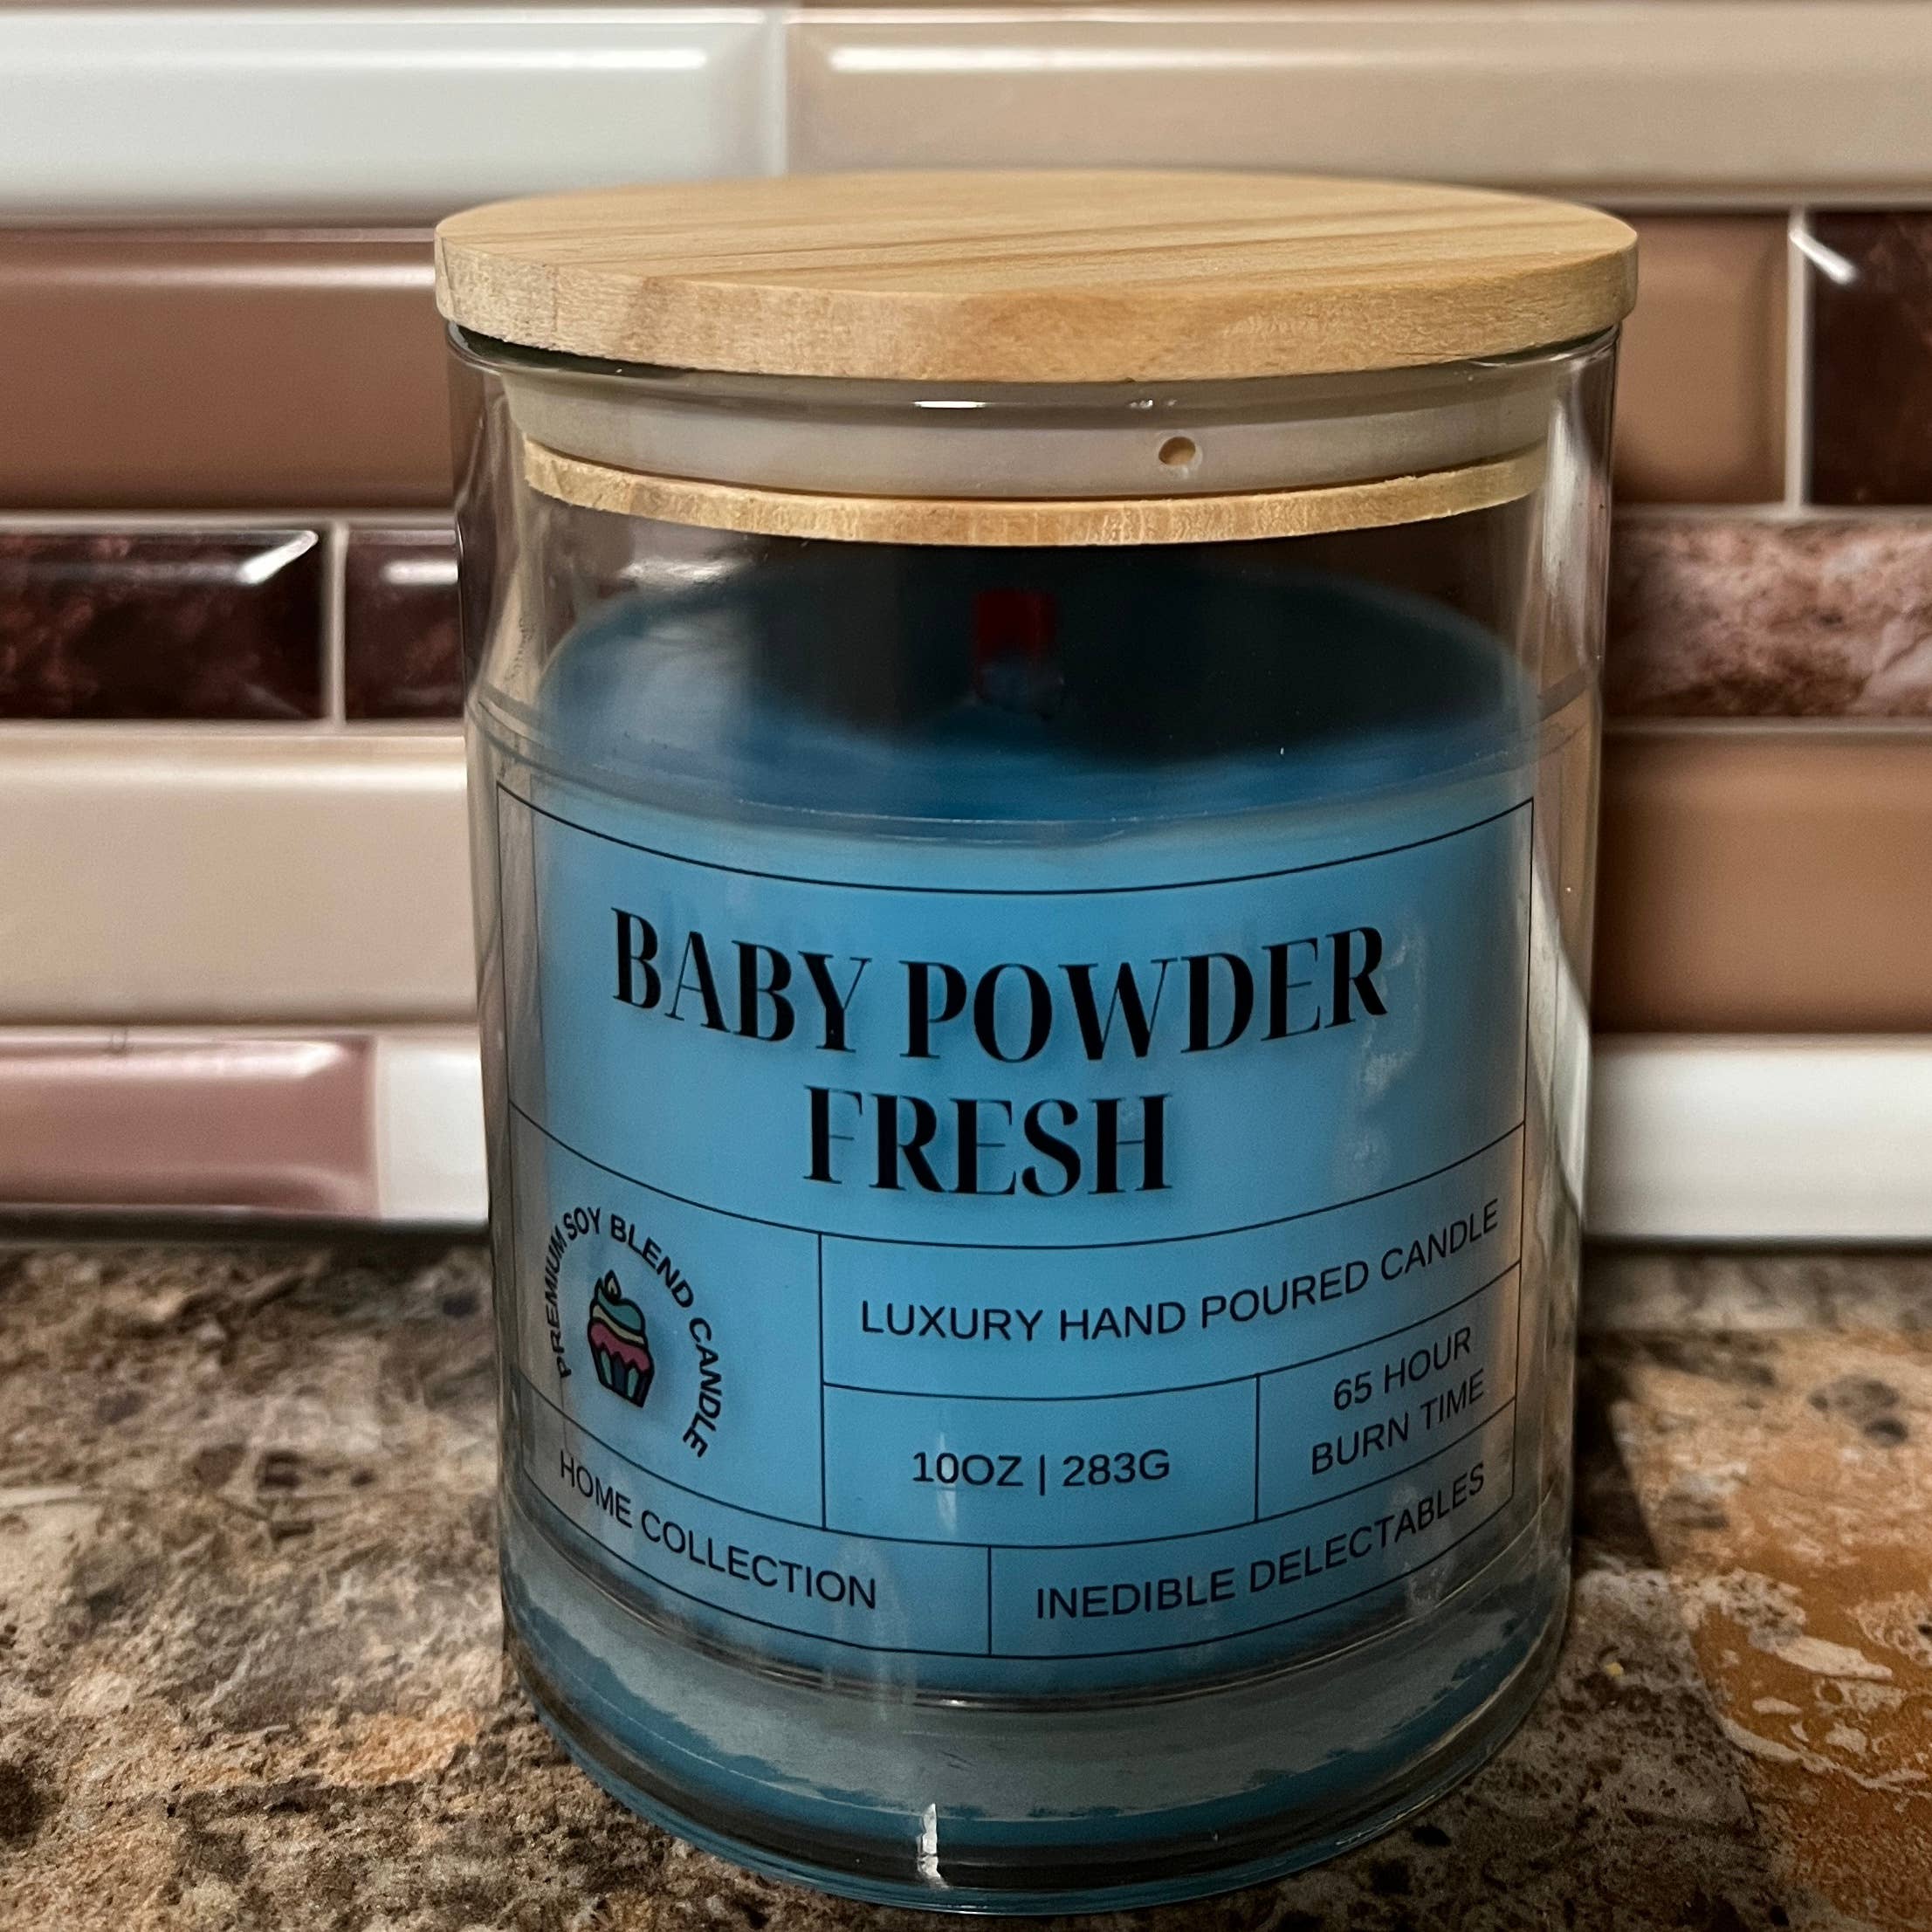 BABY POWDER
FRESH
PREMIUM SOY BLEND CANDLE
LUXURY HAND POURED CANDLE
10OZ | 283G
65 HOUR
BURN TIME
HOME COLLECTION
INEDIBLE DELECTABLES